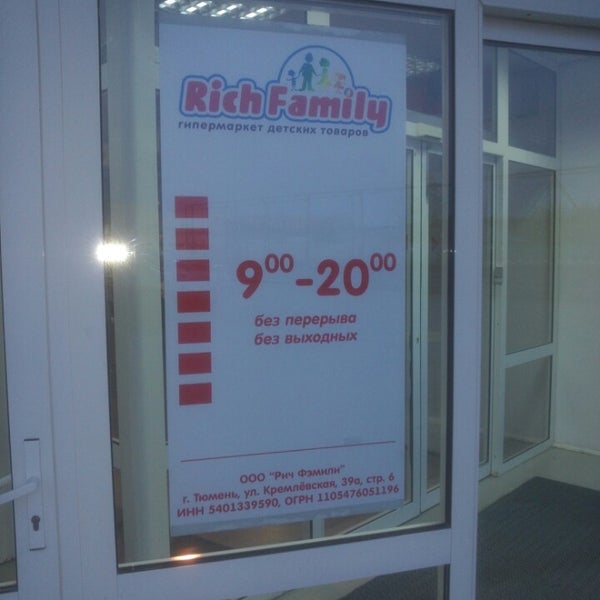 Rich Family
гипермаркет детских товаров
9⁰⁰-20⁰⁰
без перерыва
без выходных
ООО "Рич Фэмили"
г. Тюмень, ул. Кремлёвская, 39а, стр. 6
ИНН 5401339590, ОГРН 1105476051196